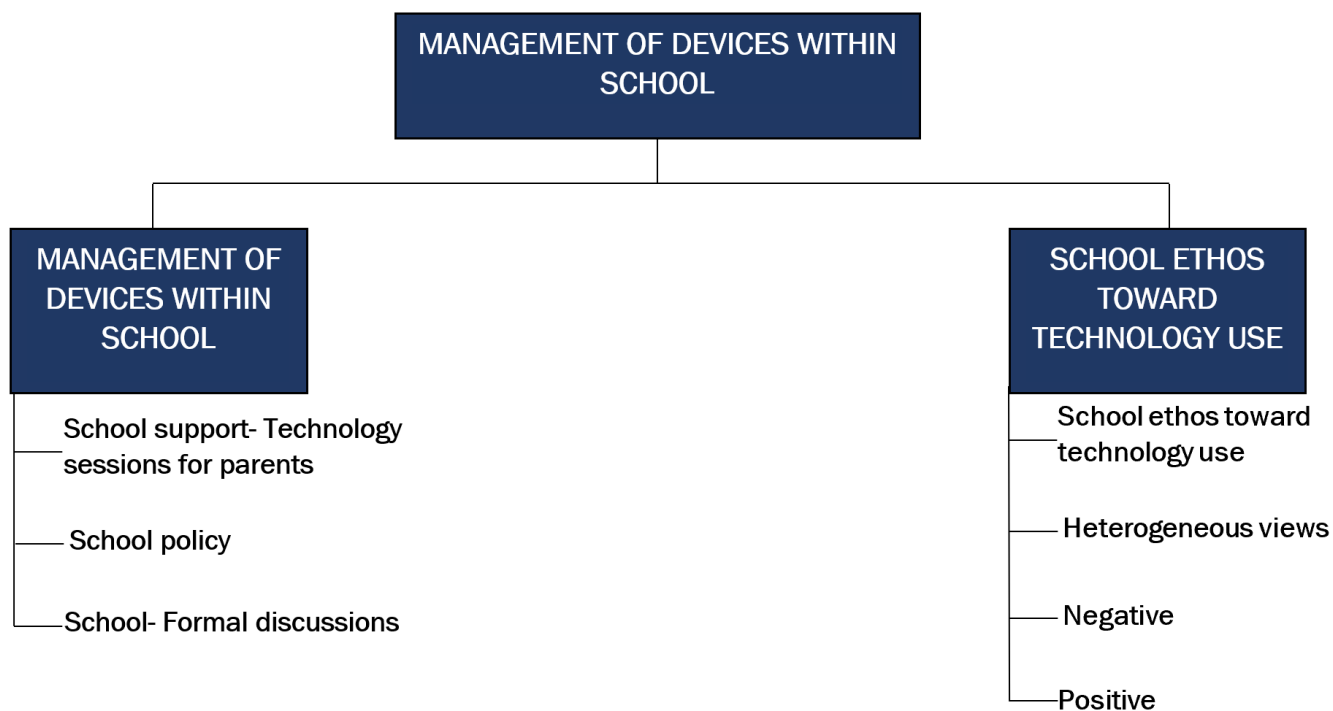 MANAGEMENT OF DEVICES WITHIN
SCHOOL
MANAGEMENT OF
DEVICES WITHIN
SCHOOL
School support- Technology
sessions for parents
School policy
School- Formal discussions
SCHOOL ETHOS
TOWARD
TECHNOLOGY USE
School ethos toward
technology use
Heterogeneous views
Negative
Positive